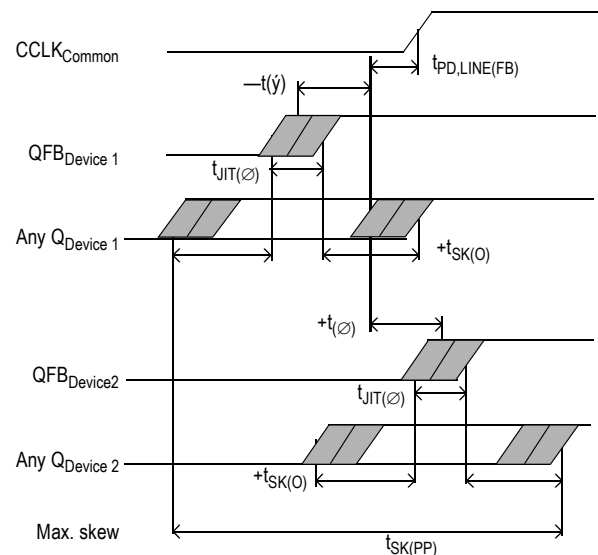 CCLKCommon
tPD,LINE(FB)
—t(ý)
QFBDevice 1
tJIT(∅)
Any QDevice 1
+tSK(O)
+t(∅)
QFBDevice2
tJIT(∅)
Any QDevice 2
+tSK(O)
Max. skew
tSK(PP)